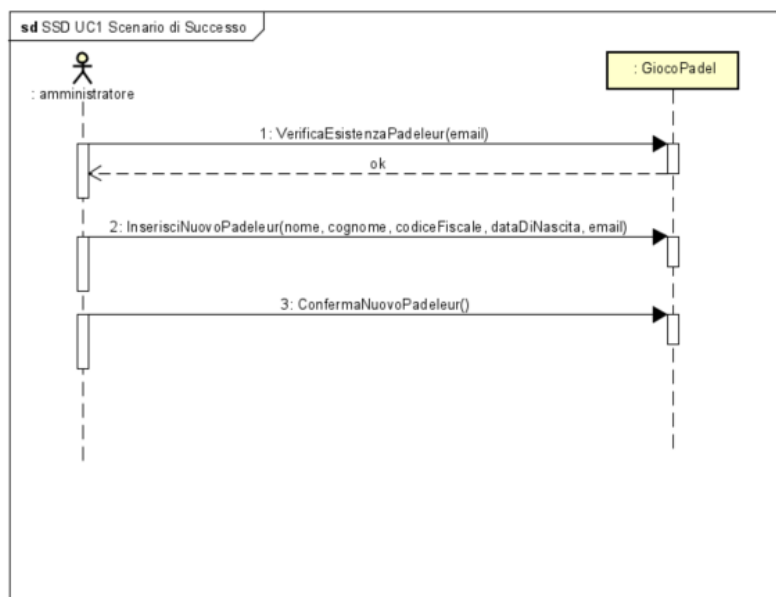 sd SSD UC1 Scenario di Successo
: amministratore
: GiocoPadel
1: VerificaEsistenzaPadeleur(email)
ok
2: InserisciNuovoPadeleur(nome, cognome, codiceFiscale, dataDiNascita, email)
3: ConfermaNuovoPadeleur()